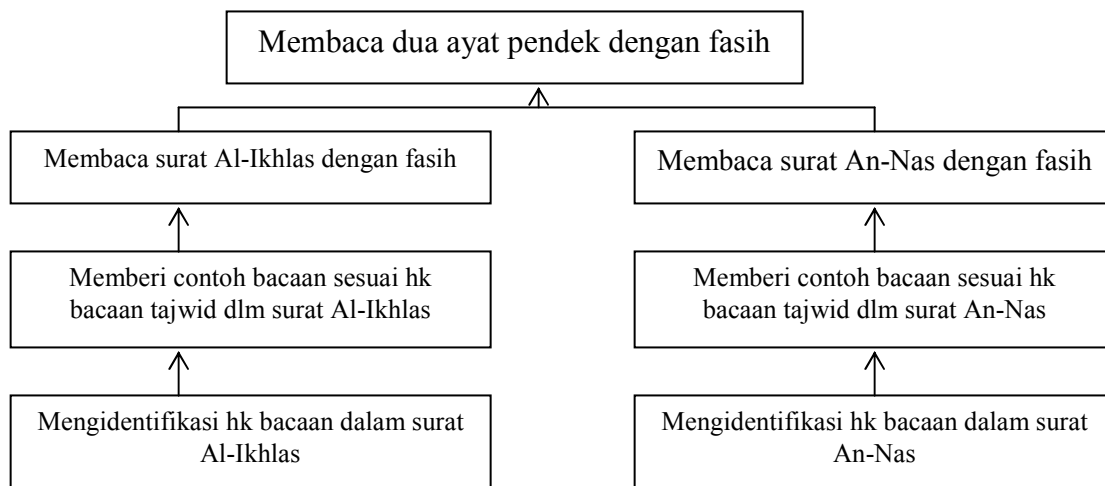 Membaca dua ayat pendek dengan fasih
Membaca surat Al-Ikhlas dengan fasih
Membaca surat An-Nas dengan fasih
Memberi contoh bacaan sesuai hk
bacaan tajwid dlm surat Al-Ikhlas
Memberi contoh bacaan sesuai hk
bacaan tajwid dlm surat An-Nas
Mengidentifikasi hk bacaan dalam surat
Al-Ikhlas
Mengidentifikasi hk bacaan dalam surat
An-Nas